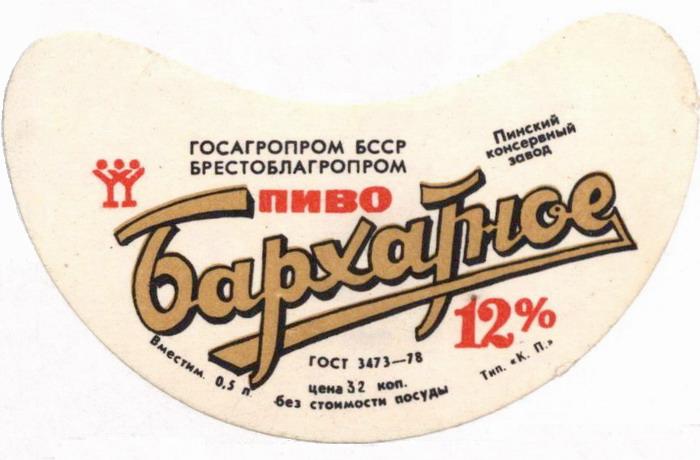 ГОСАГРОПРОМ БССР
БРЕСТОБЛАГРОПРОМ
Пинский
консервный
завод
ПИВО
Бархатное
12%
Вместим. 0,5 л.
ГОСТ 3473—78
цена 32 коп.
без стоимости посуды
Тип. «К. П.»